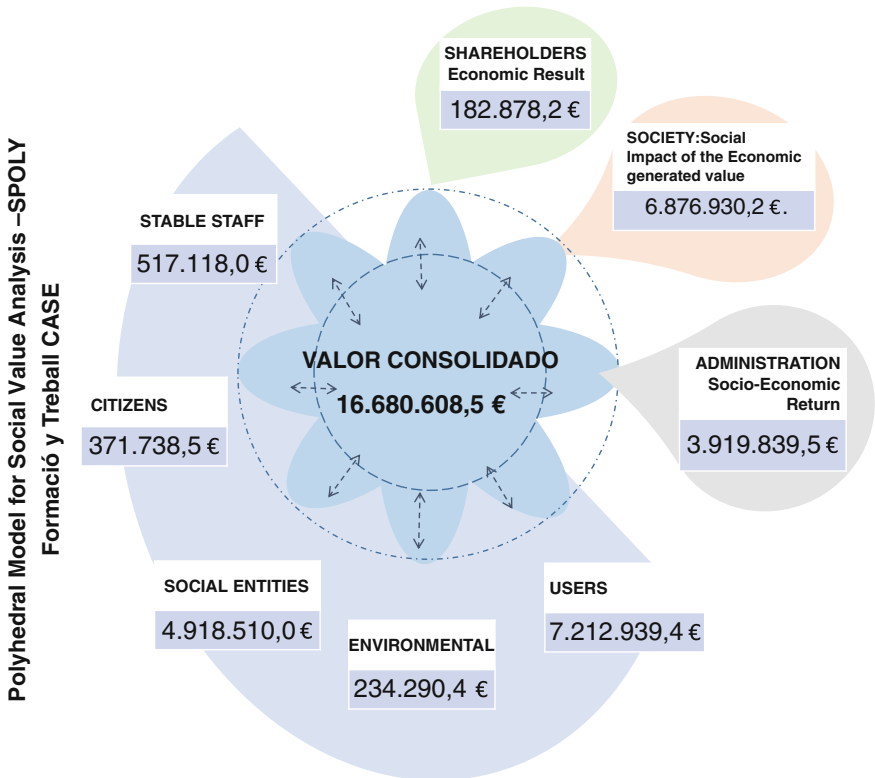 Polyhedral Model for Social Value Analysis –SPOLY
Formació y Treball CASE
SHAREHOLDERS
Economic Result
182.878,2 €
SOCIETY:Social
Impact of the Economic
generated value
6.876.930,2 €.
STABLE STAFF
517.118,0 €
VALOR CONSOLIDADO
16.680.608,5 €
ADMINISTRATION
Socio-Economic
Return
3.919.839,5 €
CITIZENS
371.738,5 €
SOCIAL ENTITIES
4.918.510,0 €
ENVIRONMENTAL
234.290,4 €
USERS
7.212.939,4 €